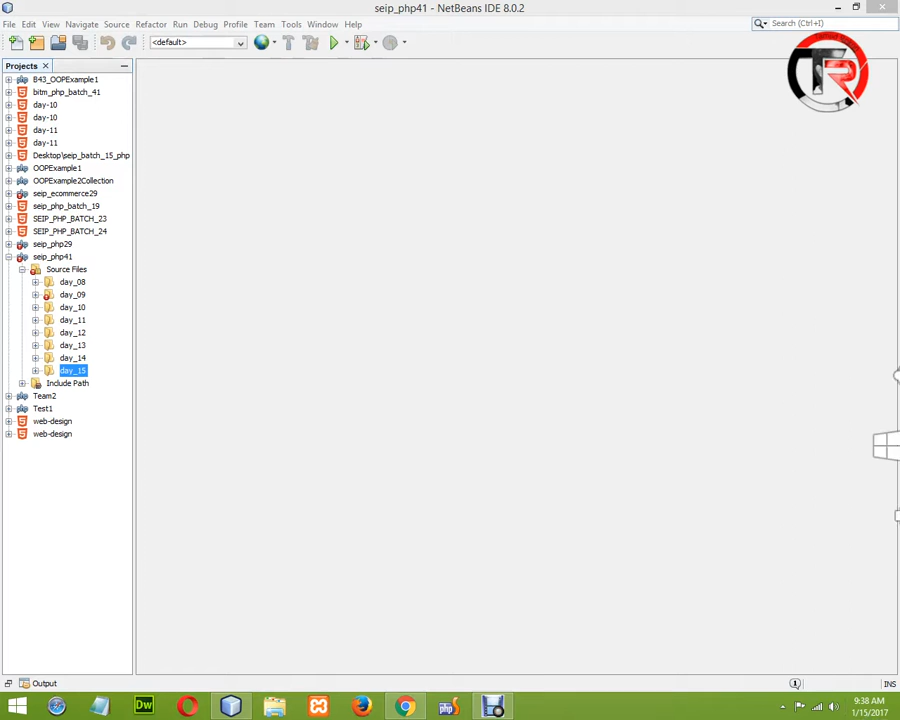 seip_php41 - NetBeans IDE 8.0.2
File Edit View Navigate Source Refactor Run Debug Profile Team Tools Window Help
Search (Ctrl+I)
<default>
Projects
B43_OOPExample1
bitm_php_batch_41
day-10
day-10
day-11
day-11
Desktop\seip_batch_15_php
OOPExample1
OOPExample2Collection
seip_ecommerce29
seip_php_batch_19
SEIP_PHP_BATCH_23
SEIP_PHP_BATCH_24
seip_php29
seip_php41
Source Files
day_08
day_09
day_10
day_11
day_12
day_13
day_14
day_15
Include Path
Team2
Test1
web-design
web-design
TR
Output
INS
Dw
php
9:38 AM
1/15/2017